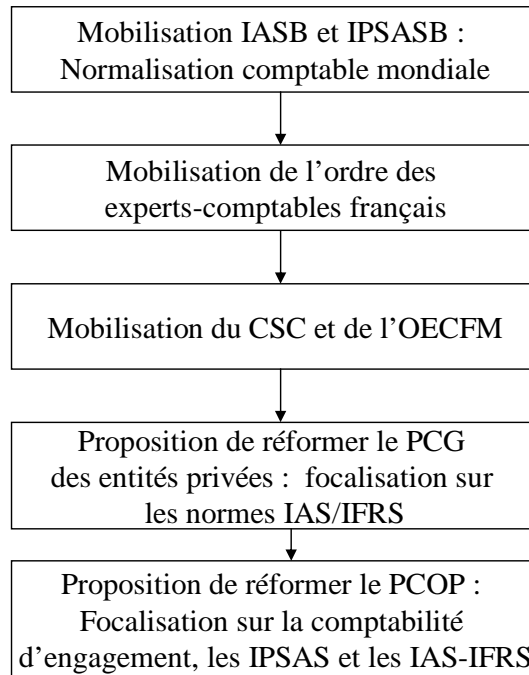 Mobilisation IASB et IPSASB :
Normalisation comptable mondiale
Mobilisation de l’ordre des
experts-comptables français
Mobilisation du CSC et de l’OECFM
Proposition de réformer le PCG
des entités privées : focalisation sur
les normes IAS/IFRS
Proposition de réformer le PCOP :
Focalisation sur la comptabilité
d’engagement, les IPSAS et les IAS-IFRS